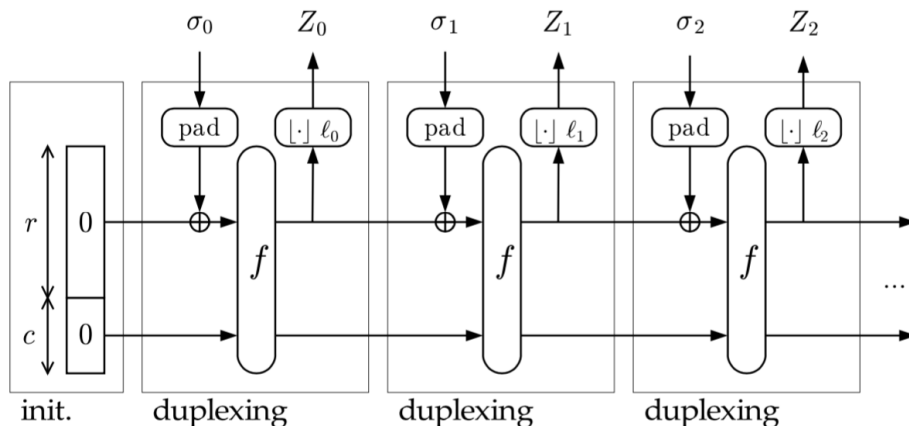 σ₀ Z₀ σ₁ Z₁ σ₂ Z₂
pad ⌊·⌋ ℓ₀ pad ⌊·⌋ ℓ₁ pad ⌊·⌋ ℓ₂
r 0
f f f
...
c 0
init. duplexing duplexing duplexing